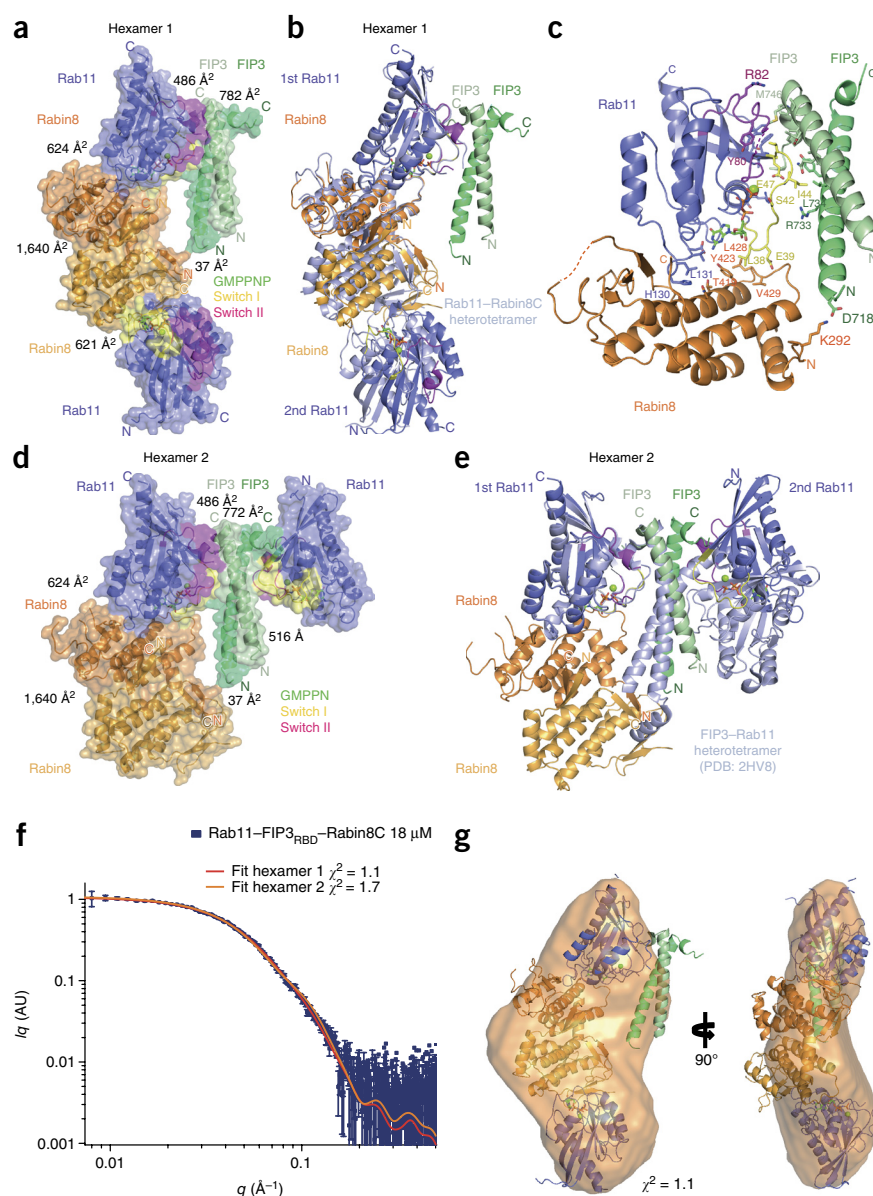 a
Hexamer 1
Rab11
FIP3
FIP3
486 Å2
782 Å2
C
C
C
Rabin8
624 Å2
1,640 Å2
N
N
37 Å2
GMPPNP
Switch I
Switch II
Rabin8
621 Å2
Rab11
N
C
b
Hexamer 1
C
1st Rab11
FIP3
FIP3
C
C
Rabin8
N
N
N
C
Rab11–Rabin8C
heterotetramer
Rabin8
2nd Rab11
N
C
c
R82
FIP3
FIP3
C
M746
C
Rab11
Y80
E47
I44
S42
R733
L428
Y423
L38
E39
C
L131
H130
V429
N
N
D718
K292
N
Rabin8
d
Hexamer 2
C
Rab11
FIP3
FIP3
Rab11
486 Å2
C
772 Å2
C
N
624 Å2
Rabin8
516 Å
N
N
1,640 Å2
37 Å2
GMPPN
Switch I
Switch II
C
N
C
N
Rabin8
e
Hexamer 2
1st Rab11
C
FIP3
FIP3
N
2nd Rab11
C
C
Rabin8
C
N
N
N
C
N
C
FIP3–Rab11
heterotetramer
(PDB: 2HV8)
Rabin8
f
Rab11–FIP3RBD–Rabin8C 18 μM
Fit hexamer 1 χ2 = 1.1
Fit hexamer 2 χ2 = 1.7
1
0.1
0.01
0.001
Iq (AU)
0.01
0.1
q (Å–1)
g
90°
χ2 = 1.1